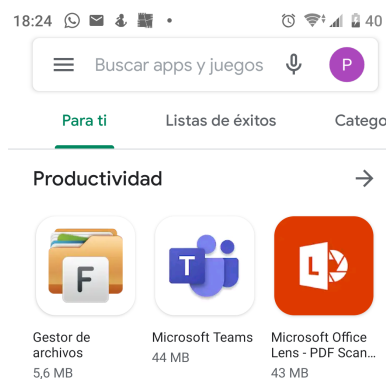 18:24 40
Buscar apps y juegos P
Para ti Listas de éxitos Catego
Productividad
F T L
Gestor de Microsoft Teams Microsoft Office
archivos 44 MB Lens - PDF Scan...
5,6 MB 43 MB